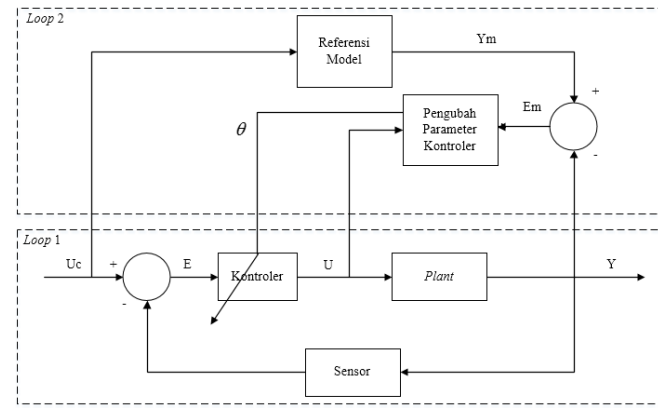 Loop 2
Referensi
Model
Ym
+
Em
Pengubah
Parameter
Kontroler
θ
-
Loop 1
Uc
+
E
Kontroler
U
Plant
Y
-
Sensor